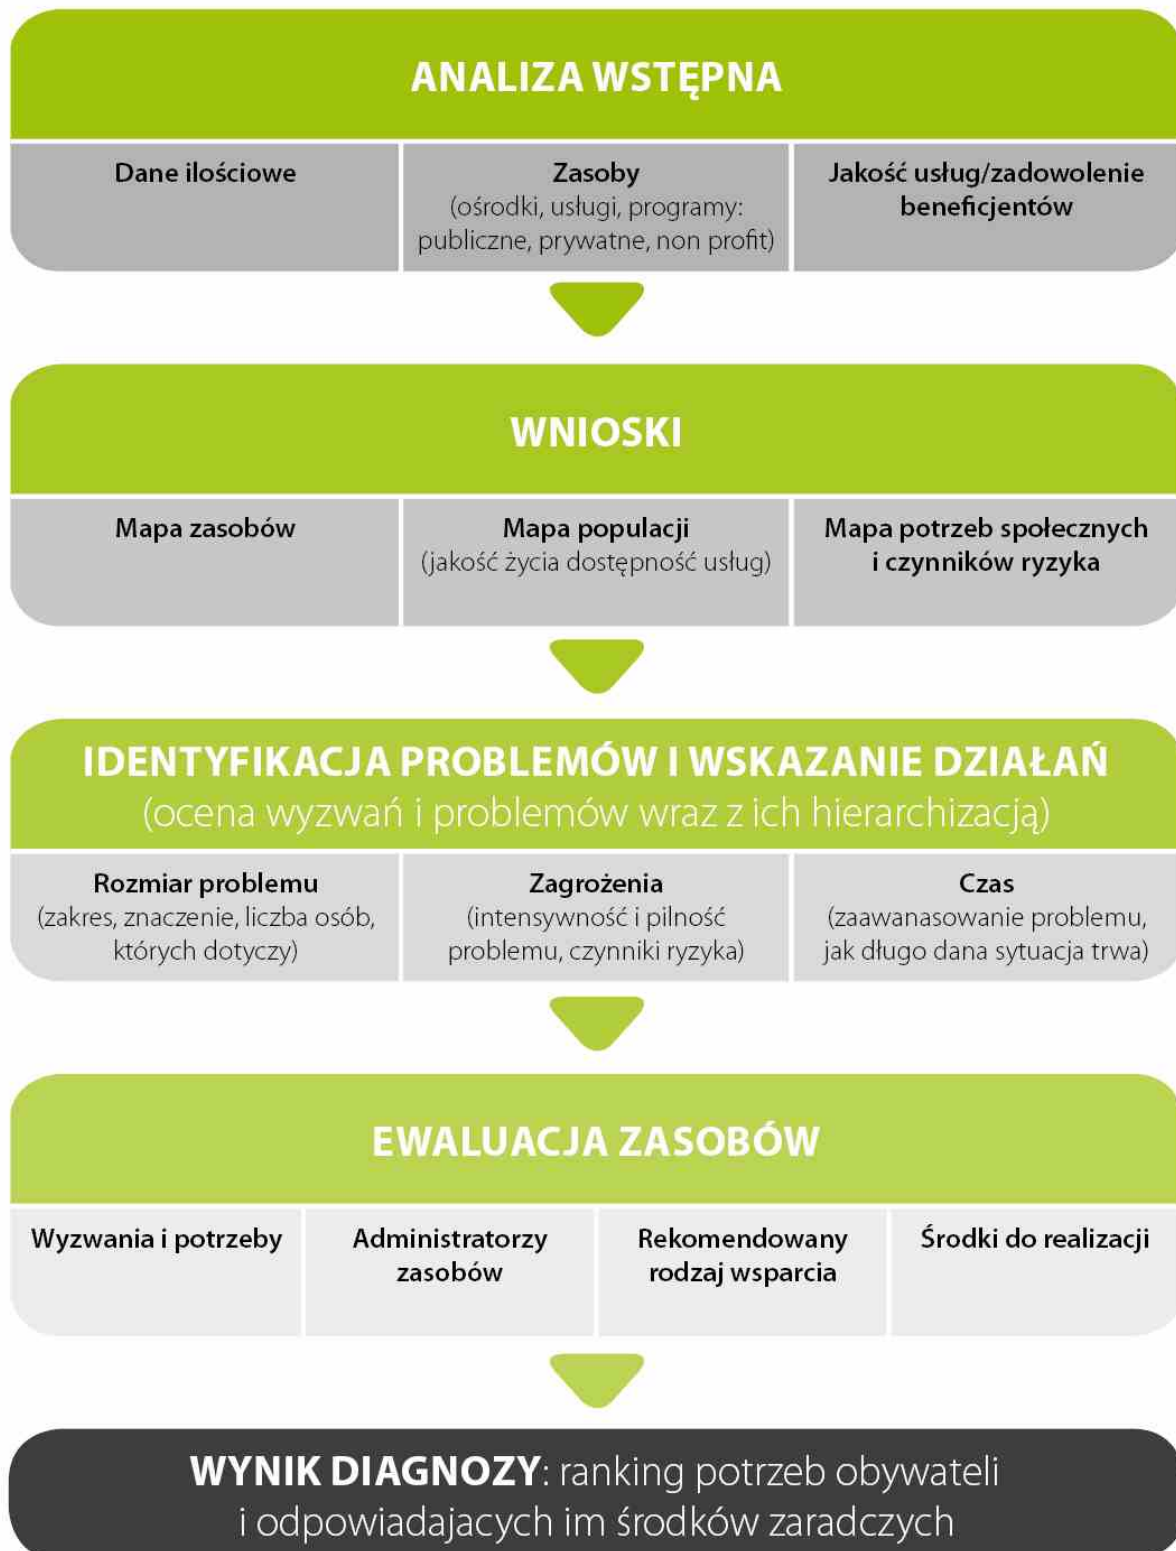 ANALIZA WSTĘPNA
Dane ilościowe
Zasoby
(ośrodki, usługi, programy:
publiczne, prywatne, non profit)
Jakość usług/zadowolenie
beneficjentów
WNIOSKI
Mapa zasobów
Mapa populacji
(jakość życia dostępność usług)
Mapa potrzeb społecznych
i czynników ryzyka
IDENTYFIKACJA PROBLEMÓW I WSKAZANIE DZIAŁAŃ
(ocena wyzwań i problemów wraz z ich hierarchizacją)
Rozmiar problemu
(zakres, znaczenie, liczba osób,
których dotyczy)
Zagrożenia
(intensywność i pilność
problemu, czynniki ryzyka)
Czas
(zaawanasowanie problemu,
jak długo dana sytuacja trwa)
EWALUACJA ZASOBÓW
Wyzwania i potrzeby
Administratorzy
zasobów
Rekomendowany
rodzaj wsparcia
Środki do realizacji
WYNIK DIAGNOZY: ranking potrzeb obywateli
i odpowiadajacych im środków zaradczych